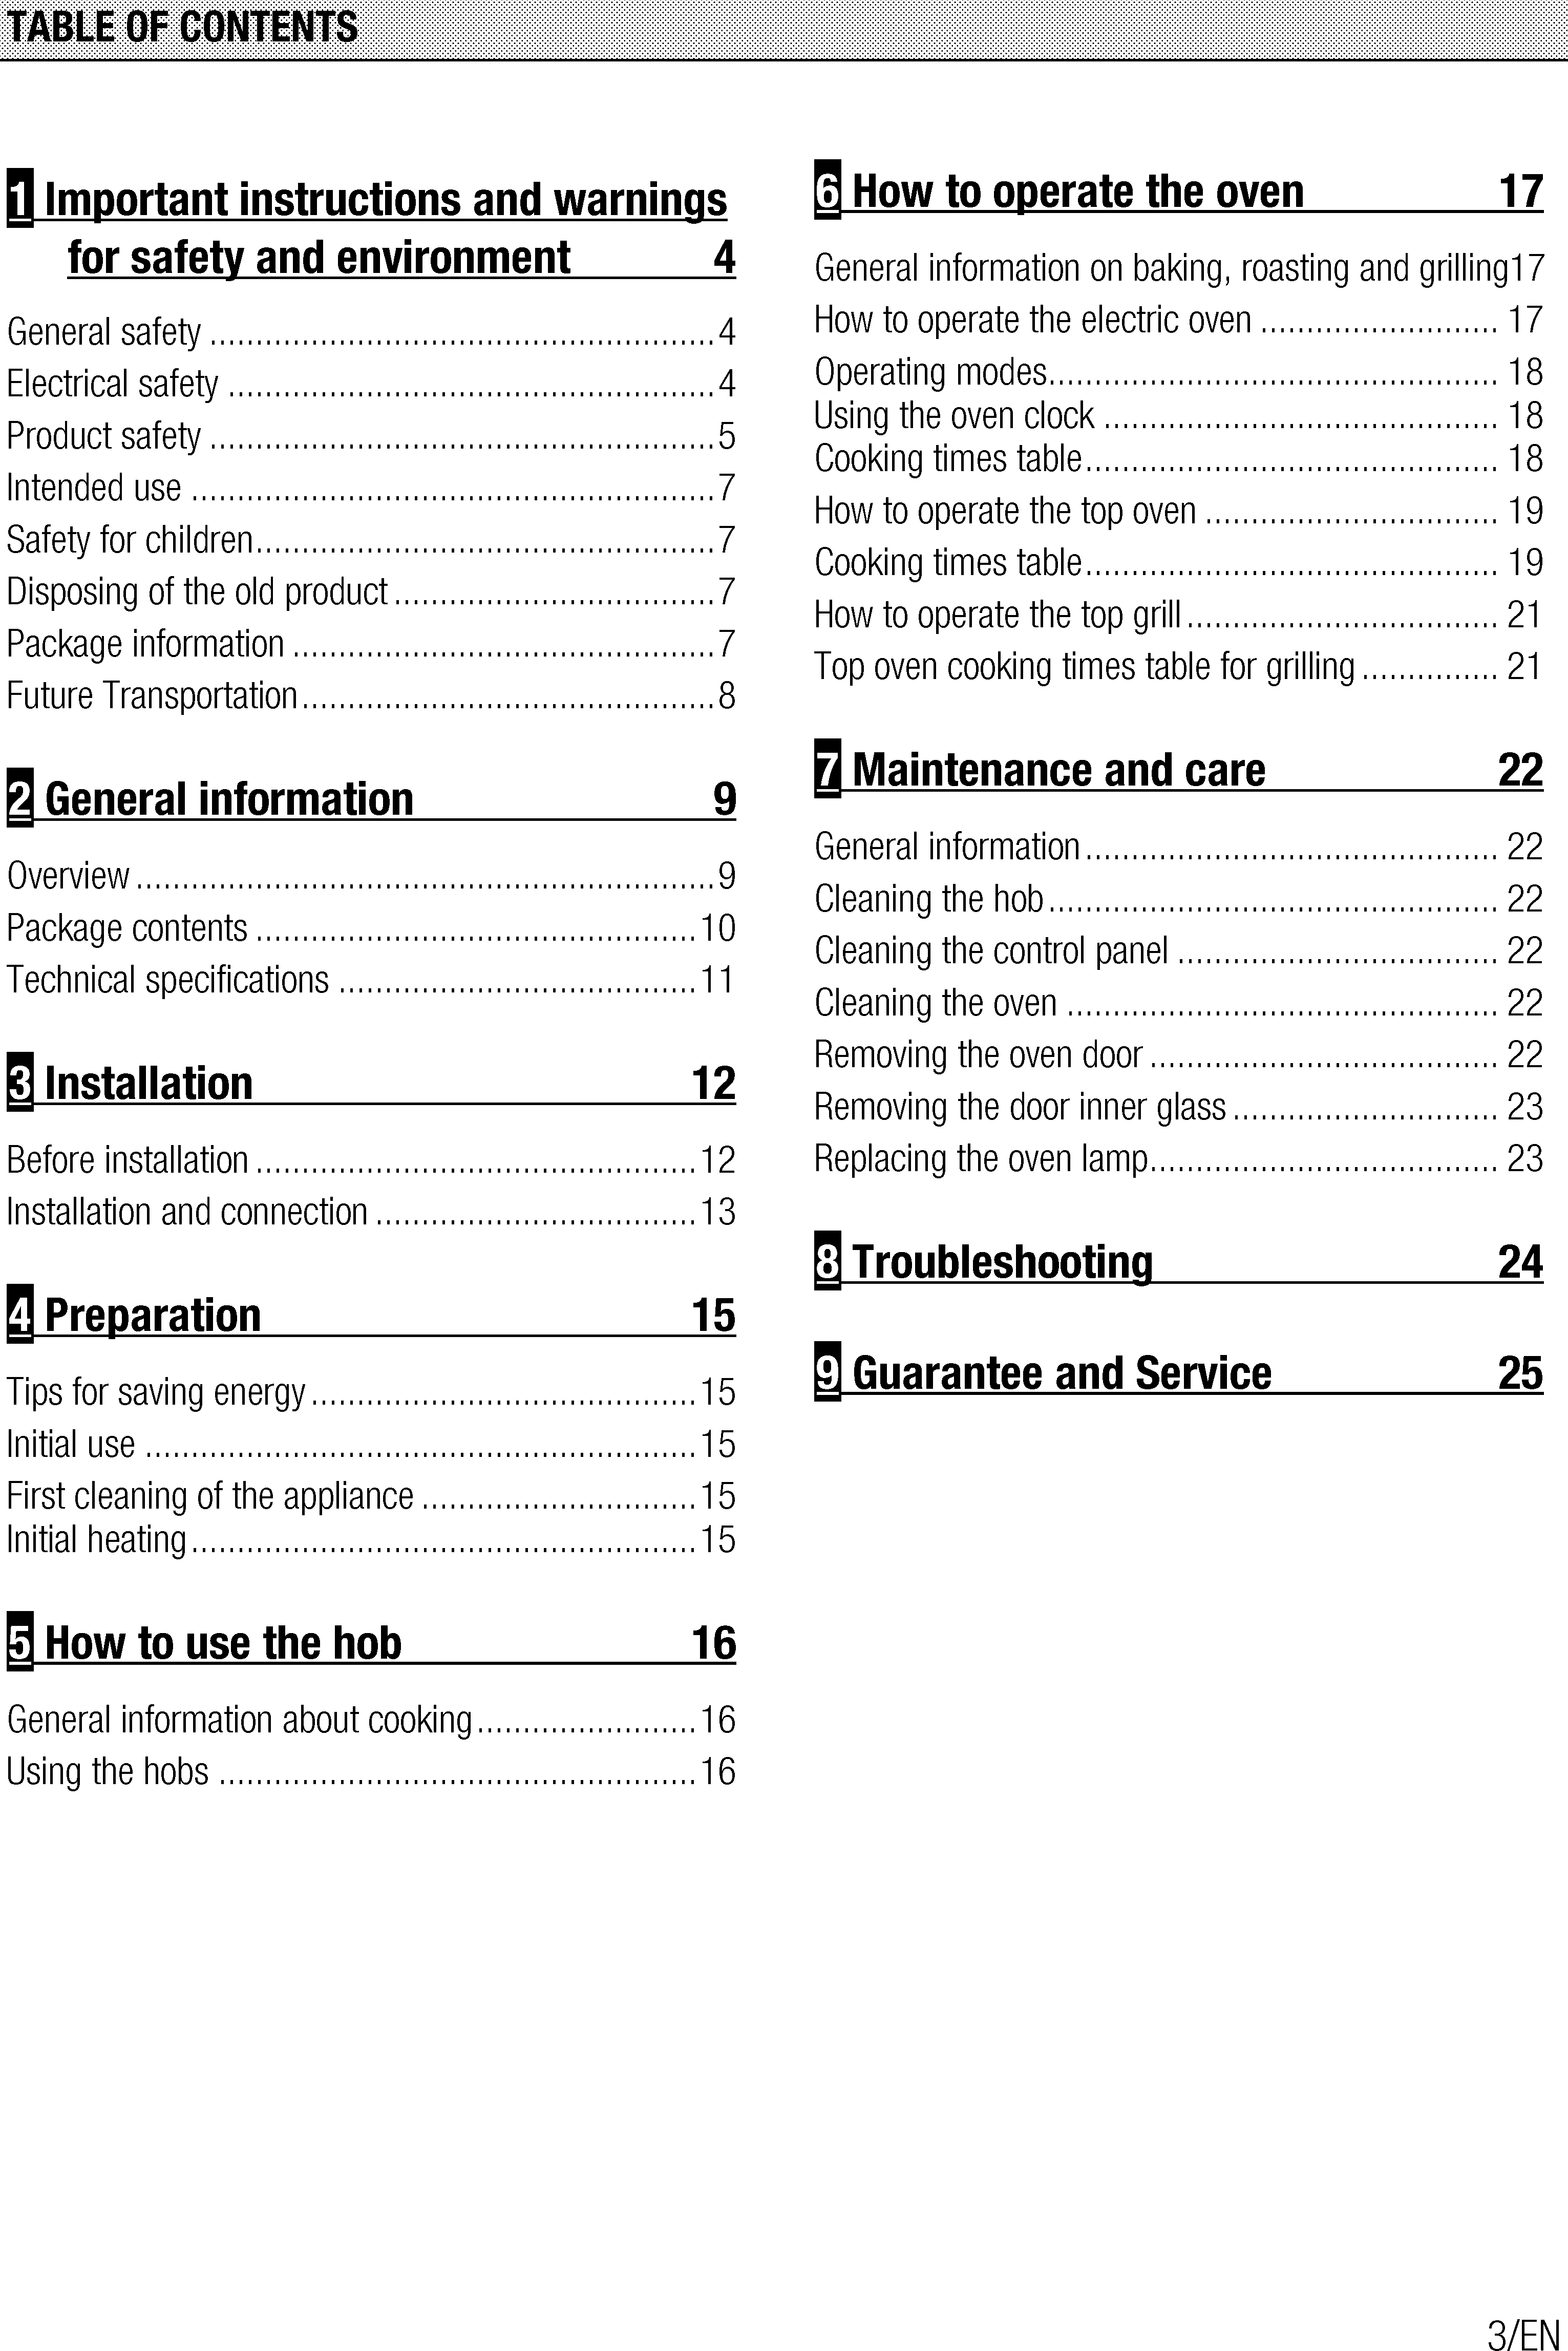 TABLE OF CONTENTS
1 Important instructions and warnings
for safety and environment 4
General safety ....................................................... 4
Electrical safety ..................................................... 4
Product safety ....................................................... 5
Intended use ......................................................... 7
Safety for children.................................................. 7
Disposing of the old product ................................... 7
Package information .............................................. 7
Future Transportation............................................. 8
2 General information 9
Overview ............................................................... 9
Package contents ................................................ 10
Technical specifications ....................................... 11
3 Installation 12
Before installation ................................................ 12
Installation and connection ................................... 13
4 Preparation 15
Tips for saving energy .......................................... 15
Initial use ............................................................ 15
First cleaning of the appliance .............................. 15
Initial heating ....................................................... 15
5 How to use the hob 16
General information about cooking........................ 16
Using the hobs .................................................... 16
6 How to operate the oven 17
General information on baking, roasting and grilling17
How to operate the electric oven .......................... 17
Operating modes................................................. 18
Using the oven clock ........................................... 18
Cooking times table............................................. 18
How to operate the top oven ................................ 19
Cooking times table............................................. 19
How to operate the top grill .................................. 21
Top oven cooking times table for grilling ............... 21
7 Maintenance and care 22
General information ............................................. 22
Cleaning the hob ................................................. 22
Cleaning the control panel ................................... 22
Cleaning the oven ............................................... 22
Removing the oven door ...................................... 22
Removing the door inner glass ............................. 23
Replacing the oven lamp...................................... 23
8 Troubleshooting 24
9 Guarantee and Service 25
3/EN